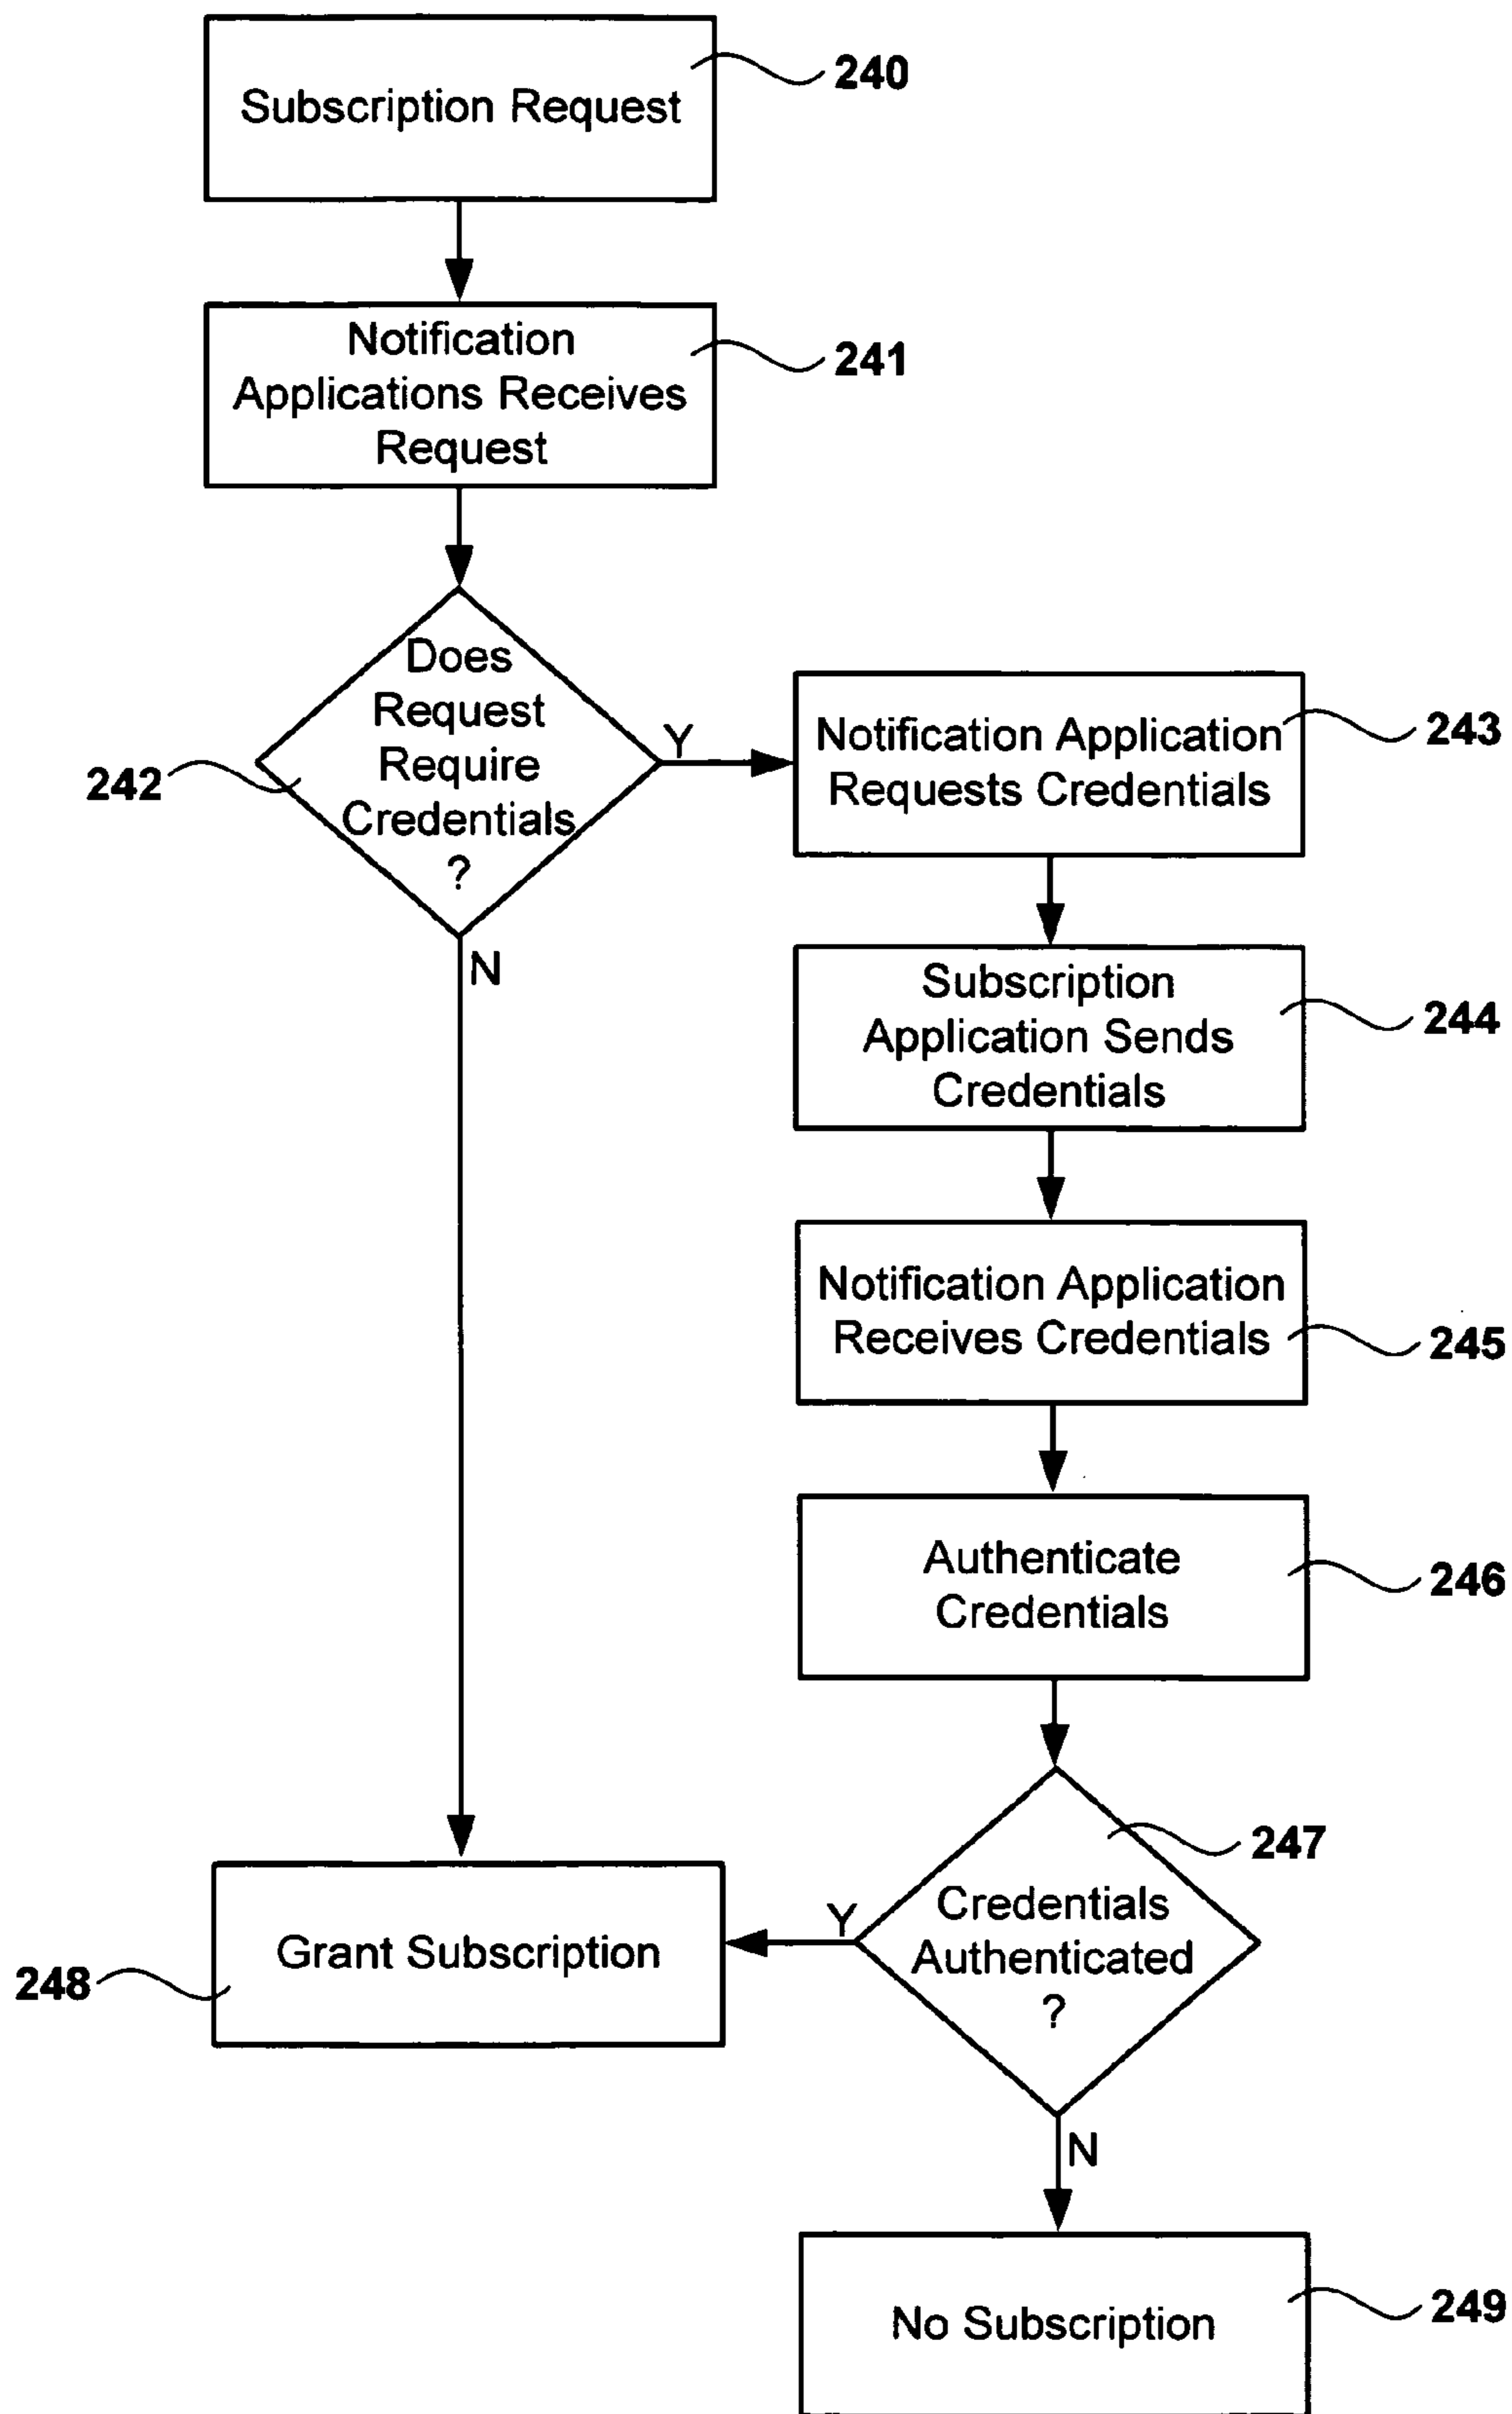 Subscription Request
240
Notification
Applications Receives
Request
241
Does
Request
Require
Credentials
?
242
Y
N
Notification Application
Requests Credentials
243
Subscription
Application Sends
Credentials
244
Notification Application
Receives Credentials
245
Authenticate
Credentials
246
247
Credentials
Authenticated
?
Y
N
Grant Subscription
248
No Subscription
249